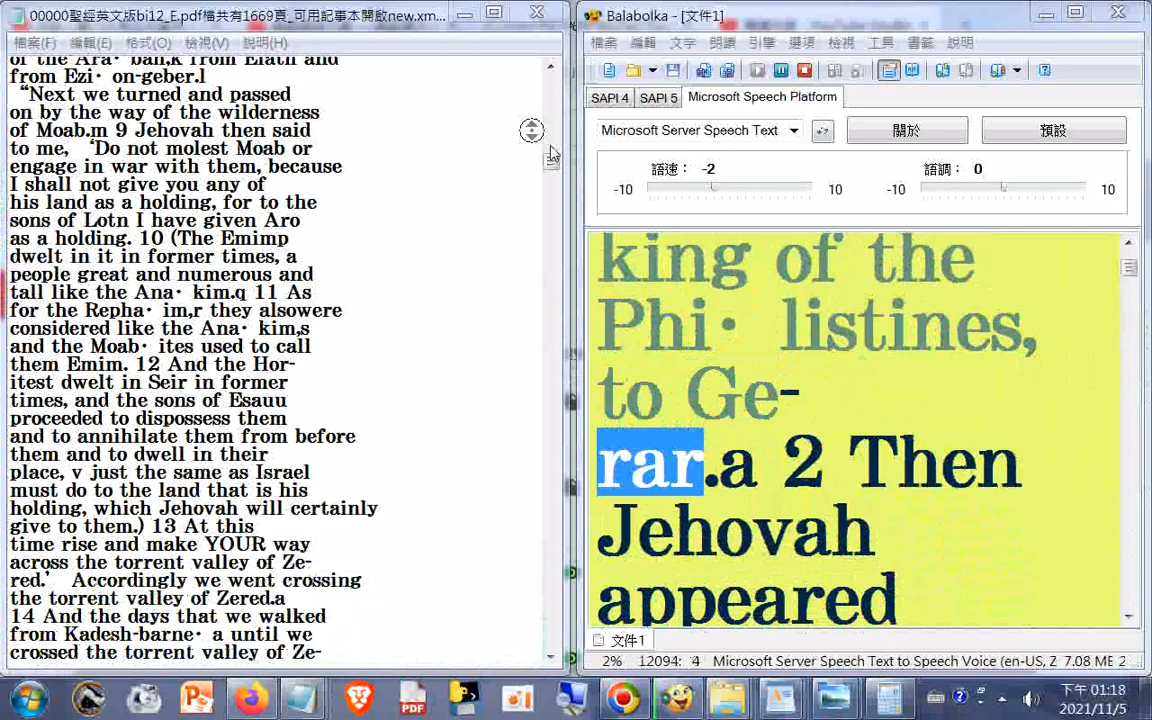 00000聖經英文版bi12_E.pdf檔共有1669頁_可用記事本開啟new.xm...
檔案(F) 編輯(E) 格式(O) 檢視(V) 說明(H)
of the Ara‧ bah,k from Elath and
from Ezi‧ on-geber.l
“Next we turned and passed
on by the way of the wilderness
of Moab.m 9 Jehovah then said
to me, ‘Do not molest Moab or
engage in war with them, because
I shall not give you any of
his land as a holding, for to the
sons of Lotn I have given Aro
as a holding. 10 (The Emimp
dwelt in it in former times, a
people great and numerous and
tall like the Ana‧ kim.q 11 As
for the Repha‧ im,r they alsowere
considered like the Ana‧ kim,s
and the Moab‧ ites used to call
them Emim. 12 And the Hor-
itest dwelt in Seir in former
times, and the sons of Esauu
proceeded to dispossess them
and to annihilate them from before
them and to dwell in their
place, v just the same as Israel
must do to the land that is his
holding, which Jehovah will certainly
give to them.) 13 At this
time rise and make YOUR way
across the torrent valley of Ze-
red.’ Accordingly we went crossing
the torrent valley of Zered.a
14 And the days that we walked
from Kadesh-barne‧ a until we
crossed the torrent valley of Ze-
Balabolka - [文件1]
檔案 編輯 文字 朗讀 引擎 選項 檢視 工具 書籤 說明
SAPI 4 SAPI 5 Microsoft Speech Platform
Microsoft Server Speech Text 關於 預設
語速： -2 語調： 0
-10 10 -10 10
king of the
Phi‧ listines,
to Ge-
rar.a 2 Then
Jehovah
appeared
文件1
2% 12094: 4 Microsoft Server Speech Text to Speech Voice (en-US, Z 7.08 ME 2
PDF
下午 01:18
2021/11/5